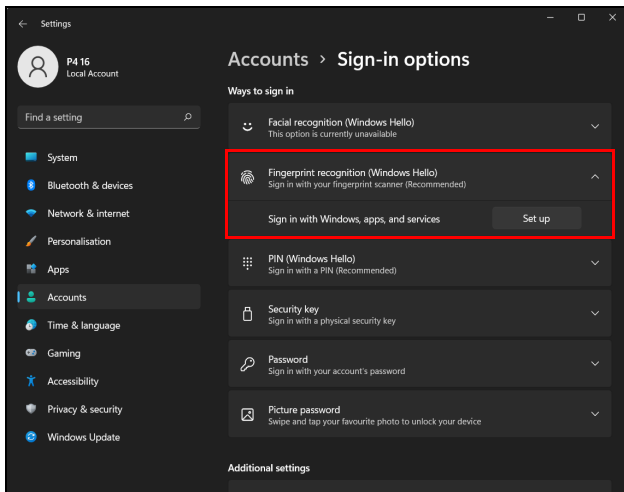 Settings
P4 16
Local Account
Find a setting
System
Bluetooth & devices
Network & internet
Personalisation
Apps
Accounts
Time & language
Gaming
Accessibility
Privacy & security
Windows Update
Accounts > Sign-in options
Ways to sign in
Facial recognition (Windows Hello)
This option is currently unavailable
Fingerprint recognition (Windows Hello)
Sign in with your fingerprint scanner (Recommended)
Sign in with Windows, apps, and services Set up
PIN (Windows Hello)
Sign in with a PIN (Recommended)
Security key
Sign in with a physical security key
Password
Sign in with your account's password
Picture password
Swipe and tap your favourite photo to unlock your device
Additional settings